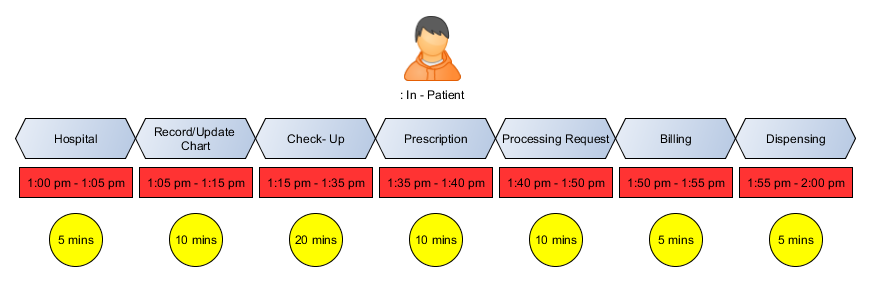 : In - Patient
Hospital
Record/Update
Chart
Check- Up
Prescription
Processing Request
Billing
Dispensing
1:00 pm - 1:05 pm
1:05 pm - 1:15 pm
1:15 pm - 1:35 pm
1:35 pm - 1:40 pm
1:40 pm - 1:50 pm
1:50 pm - 1:55 pm
1:55 pm - 2:00 pm
5 mins
10 mins
20 mins
10 mins
10 mins
5 mins
5 mins